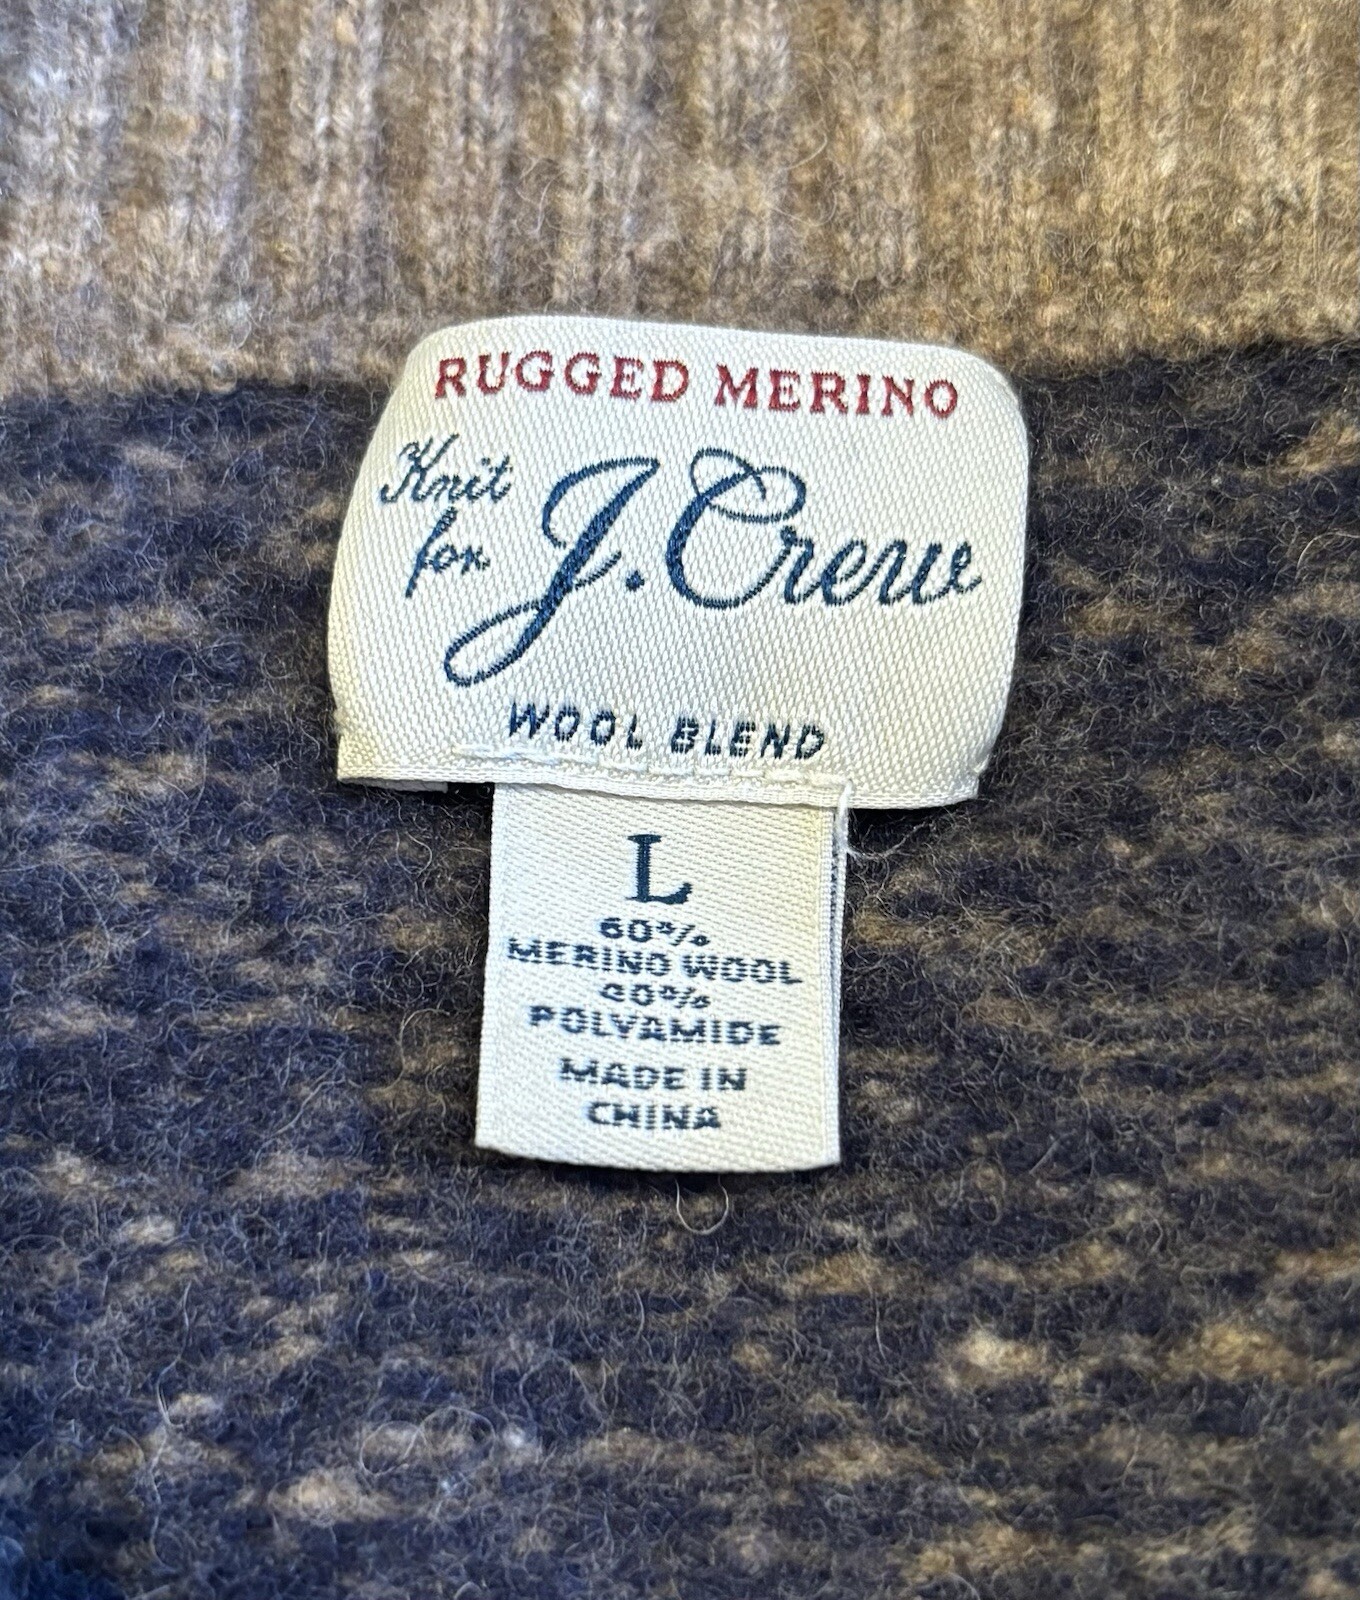 RUGGED MERINO
Knit
for J.Crew
WOOL BLEND
L
60%
MERINO WOOL
40%
POLYAMIDE
MADE IN
CHINA